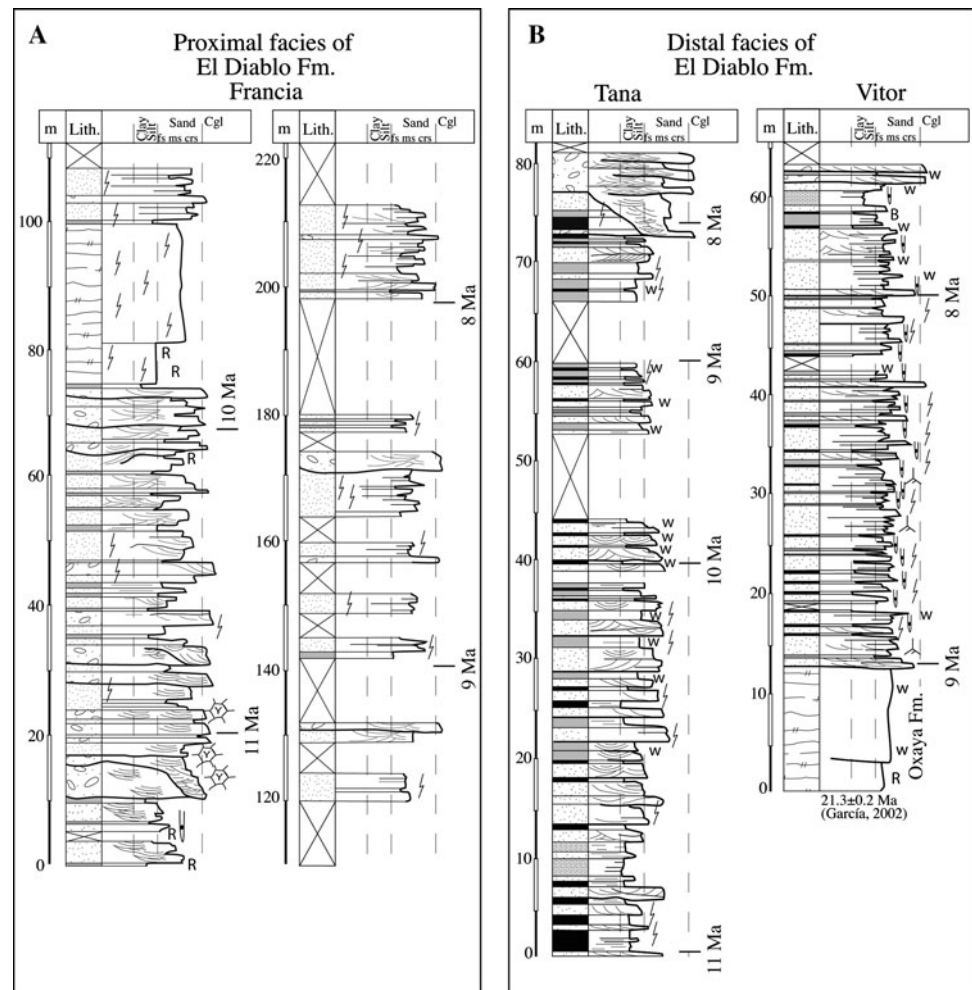 A
Proximal facies of
El Diablo Fm.
Francia
m
Lith.
Clay
Silt
Sand
fs ms crs
Cgl
100
80
60
40
20
0
R
R
R
R
R
Y
Y
Y
10 Ma
11 Ma
m
Lith.
Clay
Silt
Sand
fs ms crs
Cgl
220
200
180
160
140
120
8 Ma
9 Ma
B
Distal facies of
El Diablo Fm.
Tana
m
Lith.
Clay
Silt
Sand
fs ms crs
Cgl
80
70
60
50
40
30
20
10
0
W
W
W
W
W
W
W
W
W
W
W
W
W
8 Ma
9 Ma
10 Ma
11 Ma
Vitor
m
Lith.
Clay
Silt
Sand
fs ms crs
Cgl
60
50
40
30
20
10
0
W
W
B
W
W
W
W
W
W
W
R
8 Ma
9 Ma
Oxaya Fm.
21.3±0.2 Ma
(García, 2002)